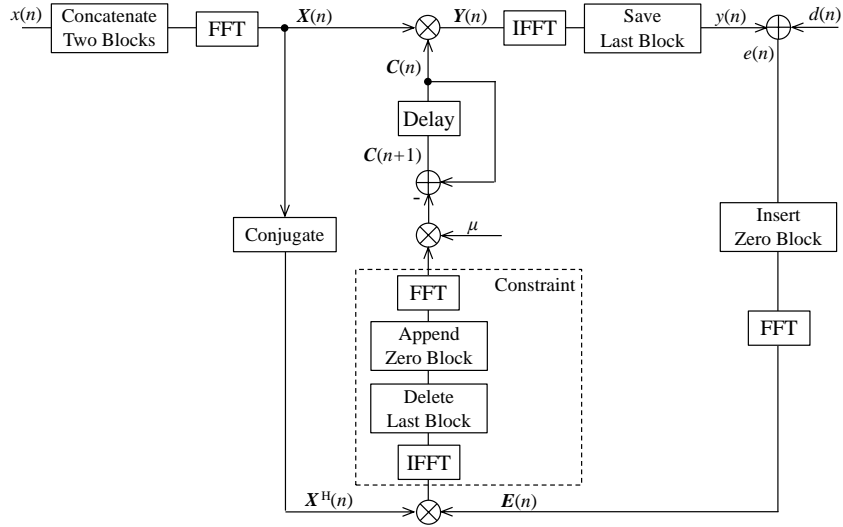 x(n)
Concatenate
Two Blocks
FFT
X(n)
Y(n)
IFFT
Save
Last Block
y(n)
d(n)
e(n)
C(n)
Delay
C(n+1)
-
μ
Conjugate
Insert
Zero Block
Constraint
FFT
Append
Zero Block
FFT
Delete
Last Block
IFFT
X^H(n)
E(n)